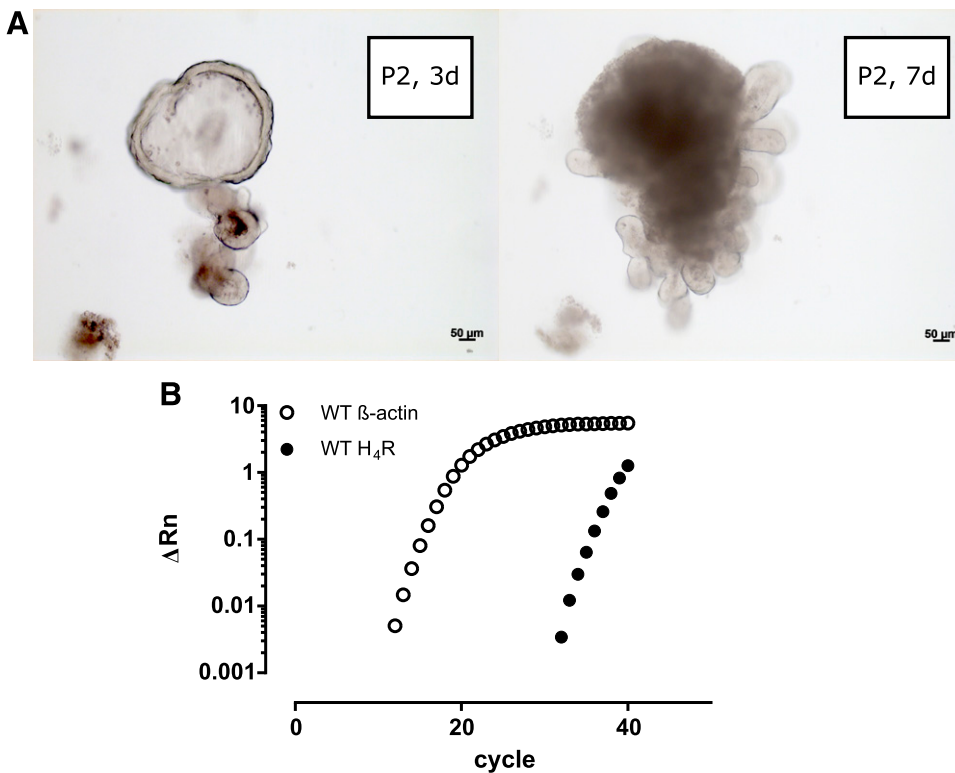 A
P2, 3d
P2, 7d
50 µm
50 µm
B
10
1
0.1
0.01
0.001
ΔRn
WT ß-actin
WT H₄R
0
20
40
cycle